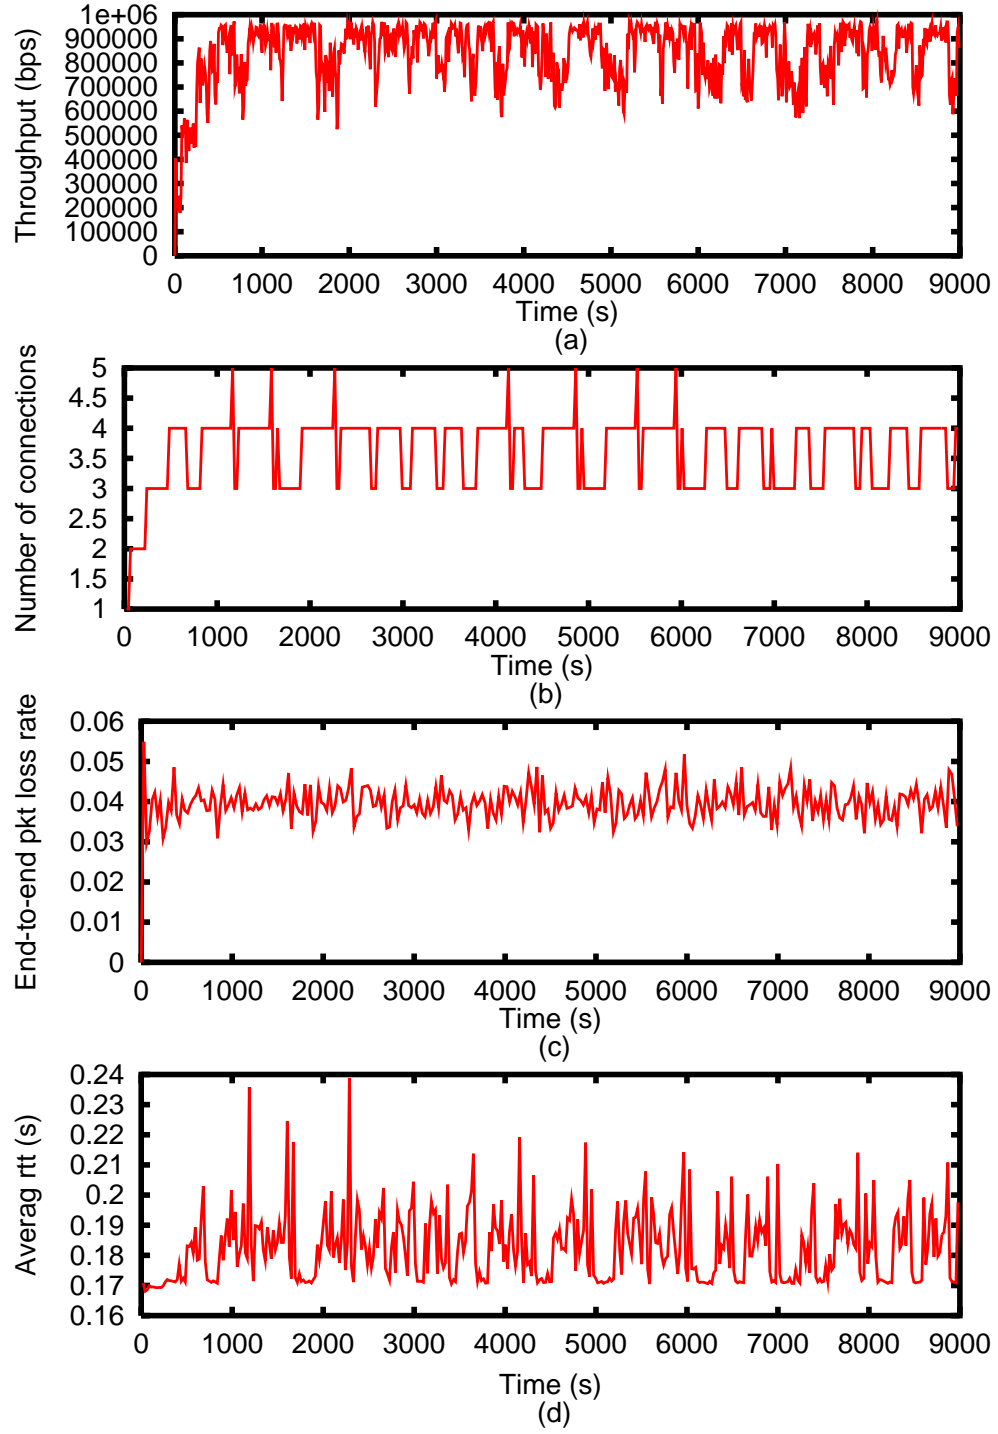 Throughput (bps)
1e+06
900000
800000
700000
600000
500000
400000
300000
200000
100000
0
0 1000 2000 3000 4000 5000 6000 7000 8000 9000
Time (s)
(a)
Number of connections
5
4.5
4
3.5
3
2.5
2
1.5
1
0 1000 2000 3000 4000 5000 6000 7000 8000 9000
Time (s)
(b)
End-to-end pkt loss rate
0.06
0.05
0.04
0.03
0.02
0.01
0
0 1000 2000 3000 4000 5000 6000 7000 8000 9000
Time (s)
(c)
Averag rtt (s)
0.24
0.23
0.22
0.21
0.2
0.19
0.18
0.17
0.16
0 1000 2000 3000 4000 5000 6000 7000 8000 9000
Time (s)
(d)